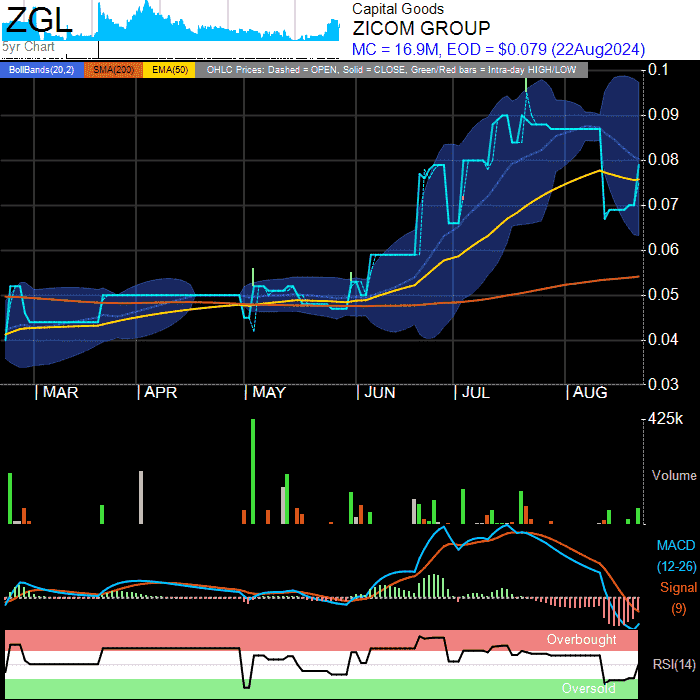 ZGL
5yr Chart
Capital Goods
ZICOM GROUP
MC = 16.9M, EOD = $0.079 (22Aug2024)
BollBands(20,2) SMA(200) EMA(50) OHLC Prices: Dashed = OPEN, Solid = CLOSE, Green/Red bars = Intra-day HIGH/LOW
0.1
0.09
0.08
0.07
0.06
0.05
0.04
0.03
| MAR | APR | MAY | JUN | JUL | AUG
425k
Volume
MACD
(12-26)
Signal
(9)
Overbought
RSI(14)
Oversold